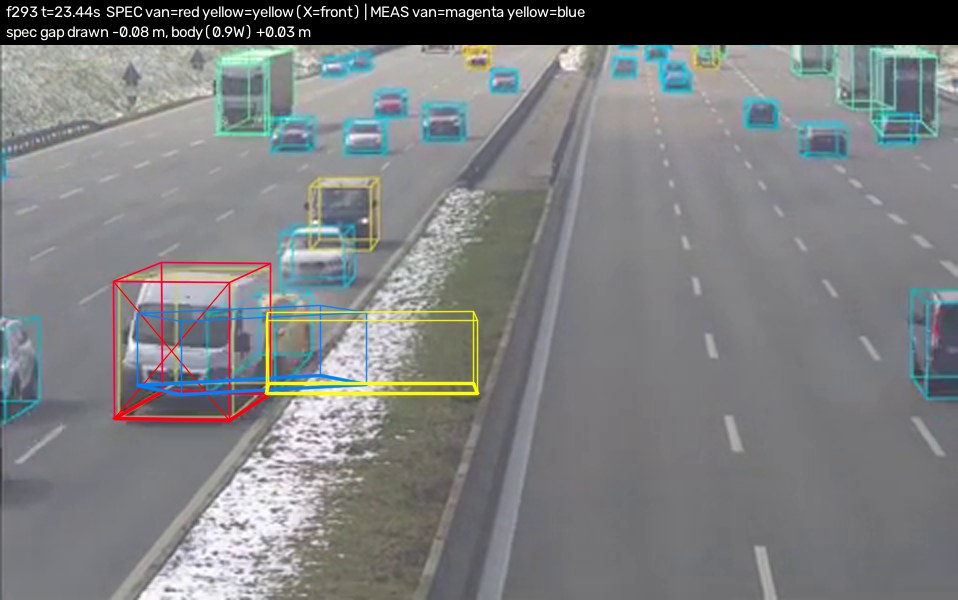 f293 t=23.44s SPEC van=red yellow=yellow (X=front) | MEAS van=magenta yellow=blue
spec gap drawn -0.08 m, body(0.9W) +0.03 m